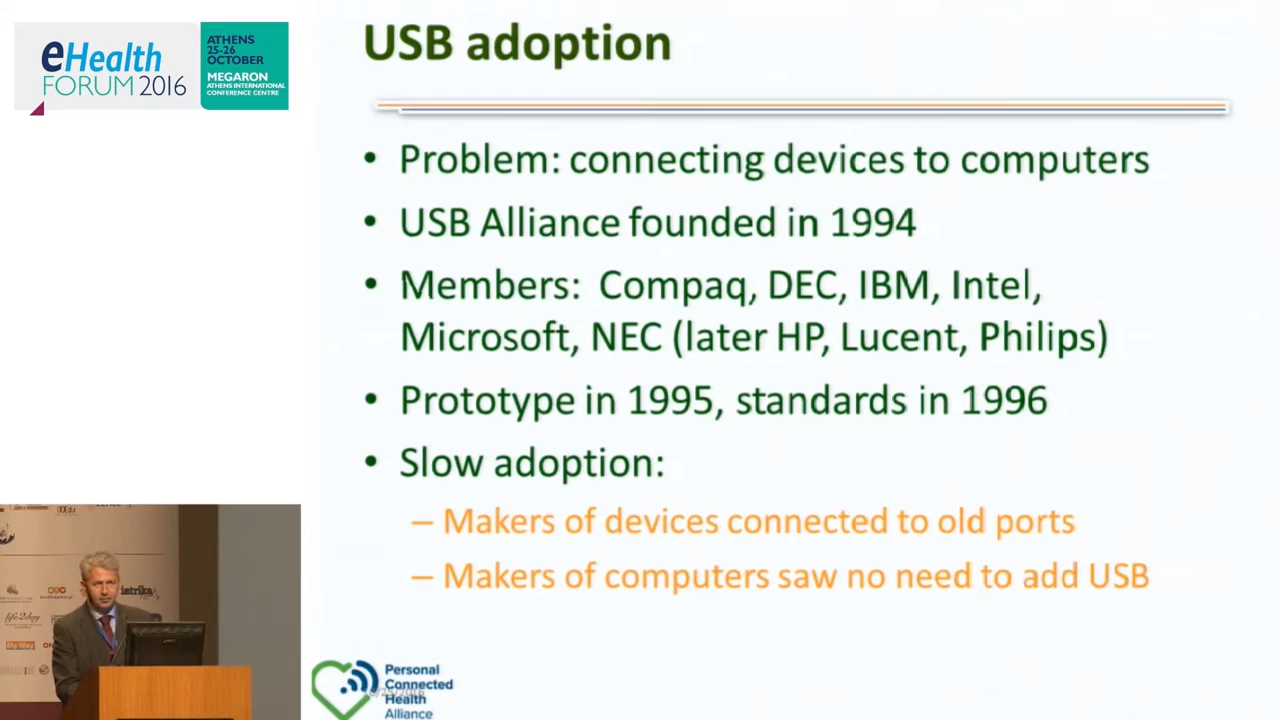 eHealth
FORUM 2016
ATHENS
25-26
OCTOBER
MEGARON
ATHENS INTERNATIONAL
CONFERENCE CENTRE
USB adoption
• Problem: connecting devices to computers
• USB Alliance founded in 1994
• Members: Compaq, DEC, IBM, Intel,
Microsoft, NEC (later HP, Lucent, Philips)
• Prototype in 1995, standards in 1996
• Slow adoption:
– Makers of devices connected to old ports
– Makers of computers saw no need to add USB
life2day
My Way
Personal
Connected
Health
Alliance